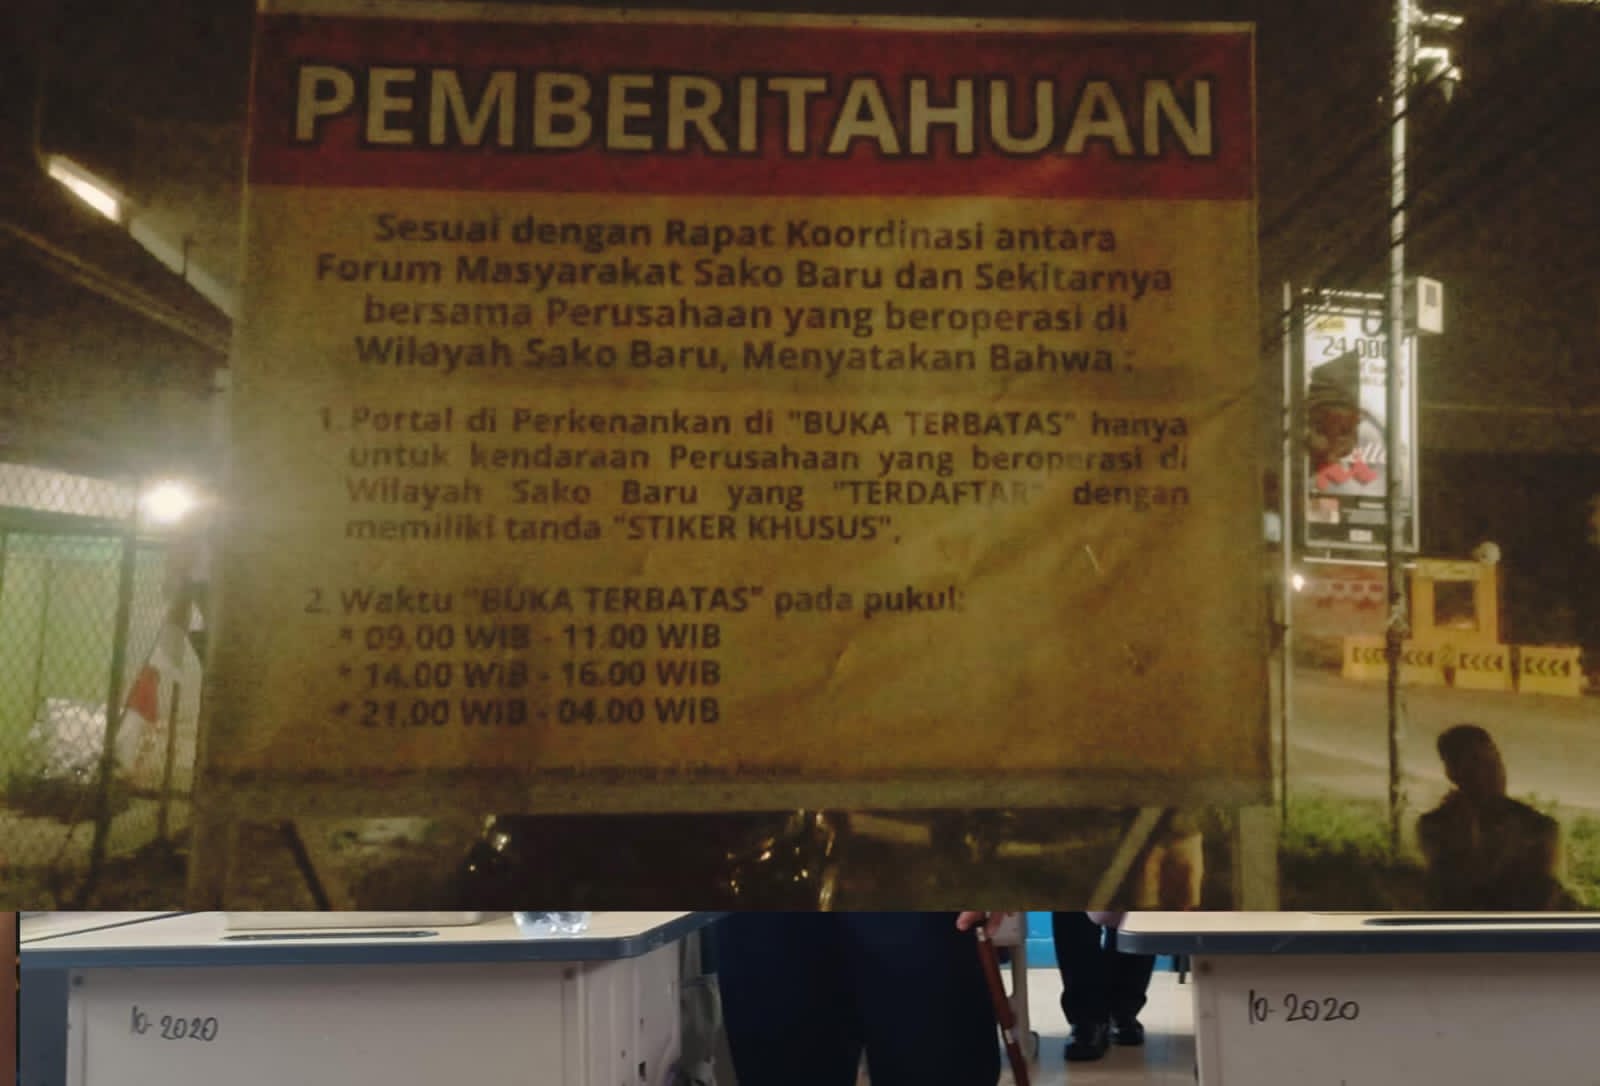 PEMBERITAHUAN
Sesuai dengan Rapat Koordinasi antara
Forum Masyarakat Sako Baru dan Sekitarnya
bersama Perusahaan yang beroperasi di
Wilayah Sako Baru, Menyatakan Bahwa :
1. Portal di Perkenankan di "BUKA TERBATAS" hanya
untuk kendaraan Perusahaan yang beroperasi di
Wilayah Sako Baru yang "TERDAFTAR" dengan
memiliki tanda "STIKER KHUSUS",
2. Waktu "BUKA TERBATAS" pada pukul:
* 09.00 WIB - 11.00 WIB
* 14.00 WIB - 16.00 WIB
* 21.00 WIB - 04.00 WIB
24.000
10-2020
10-2020